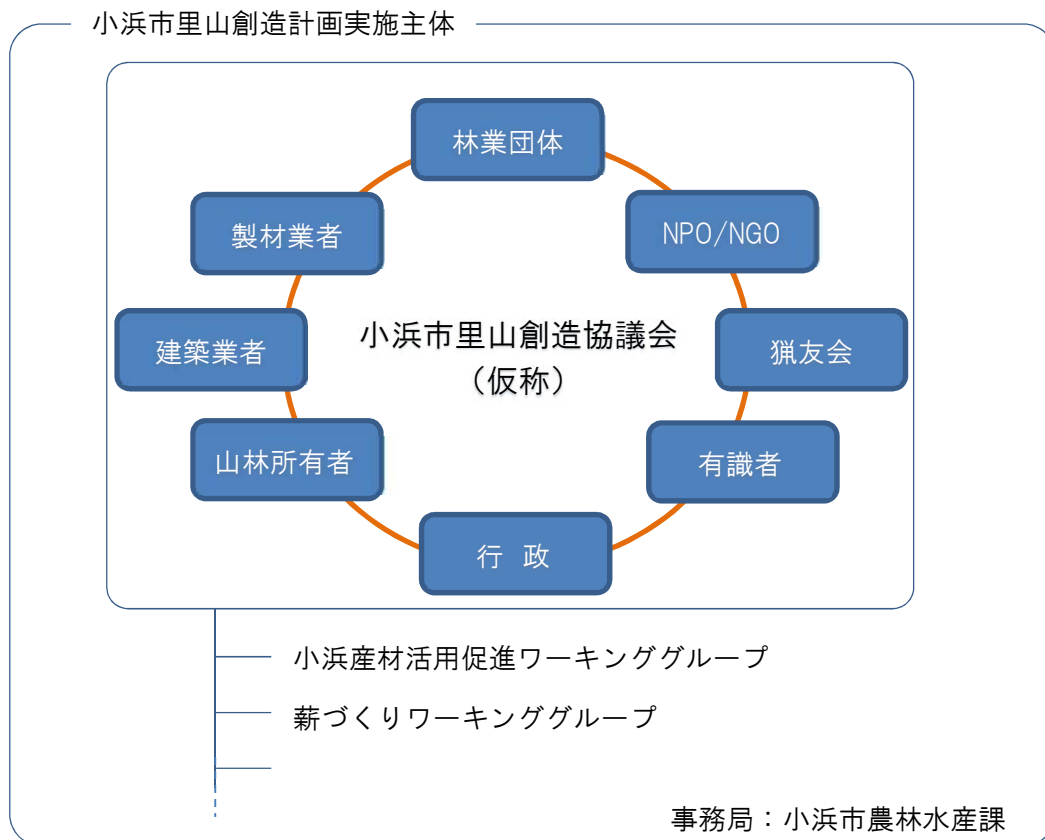 小浜市里山創造計画実施主体
林業団体
製材業者
NPO/NGO
建築業者
小浜市里山創造協議会
（仮称）
猟友会
山林所有者
有識者
行 政
小浜産材活用促進ワーキンググループ
薪づくりワーキンググループ
事務局：小浜市農林水産課